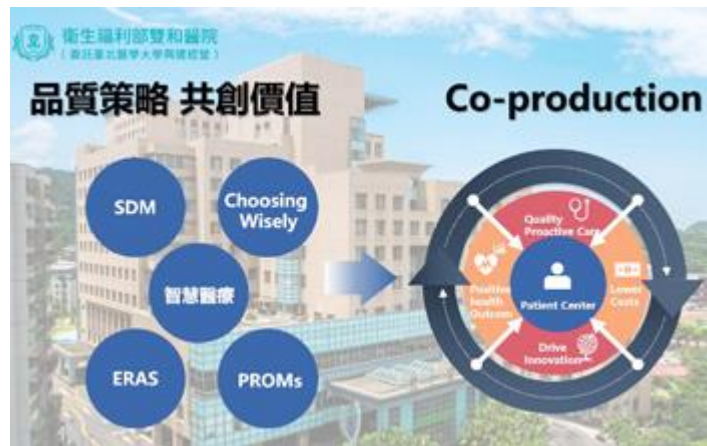 衛生福利部雙和醫院
(委託臺北醫學大學興建經營)
品質策略 共創價值
Co-production
SDM
Choosing
Wisely
智慧醫療
ERAS
PROMs
Quality
Proactive Care
Positive
health
Outcom
Lower
Costs
Patient Center
Drive
Innovation